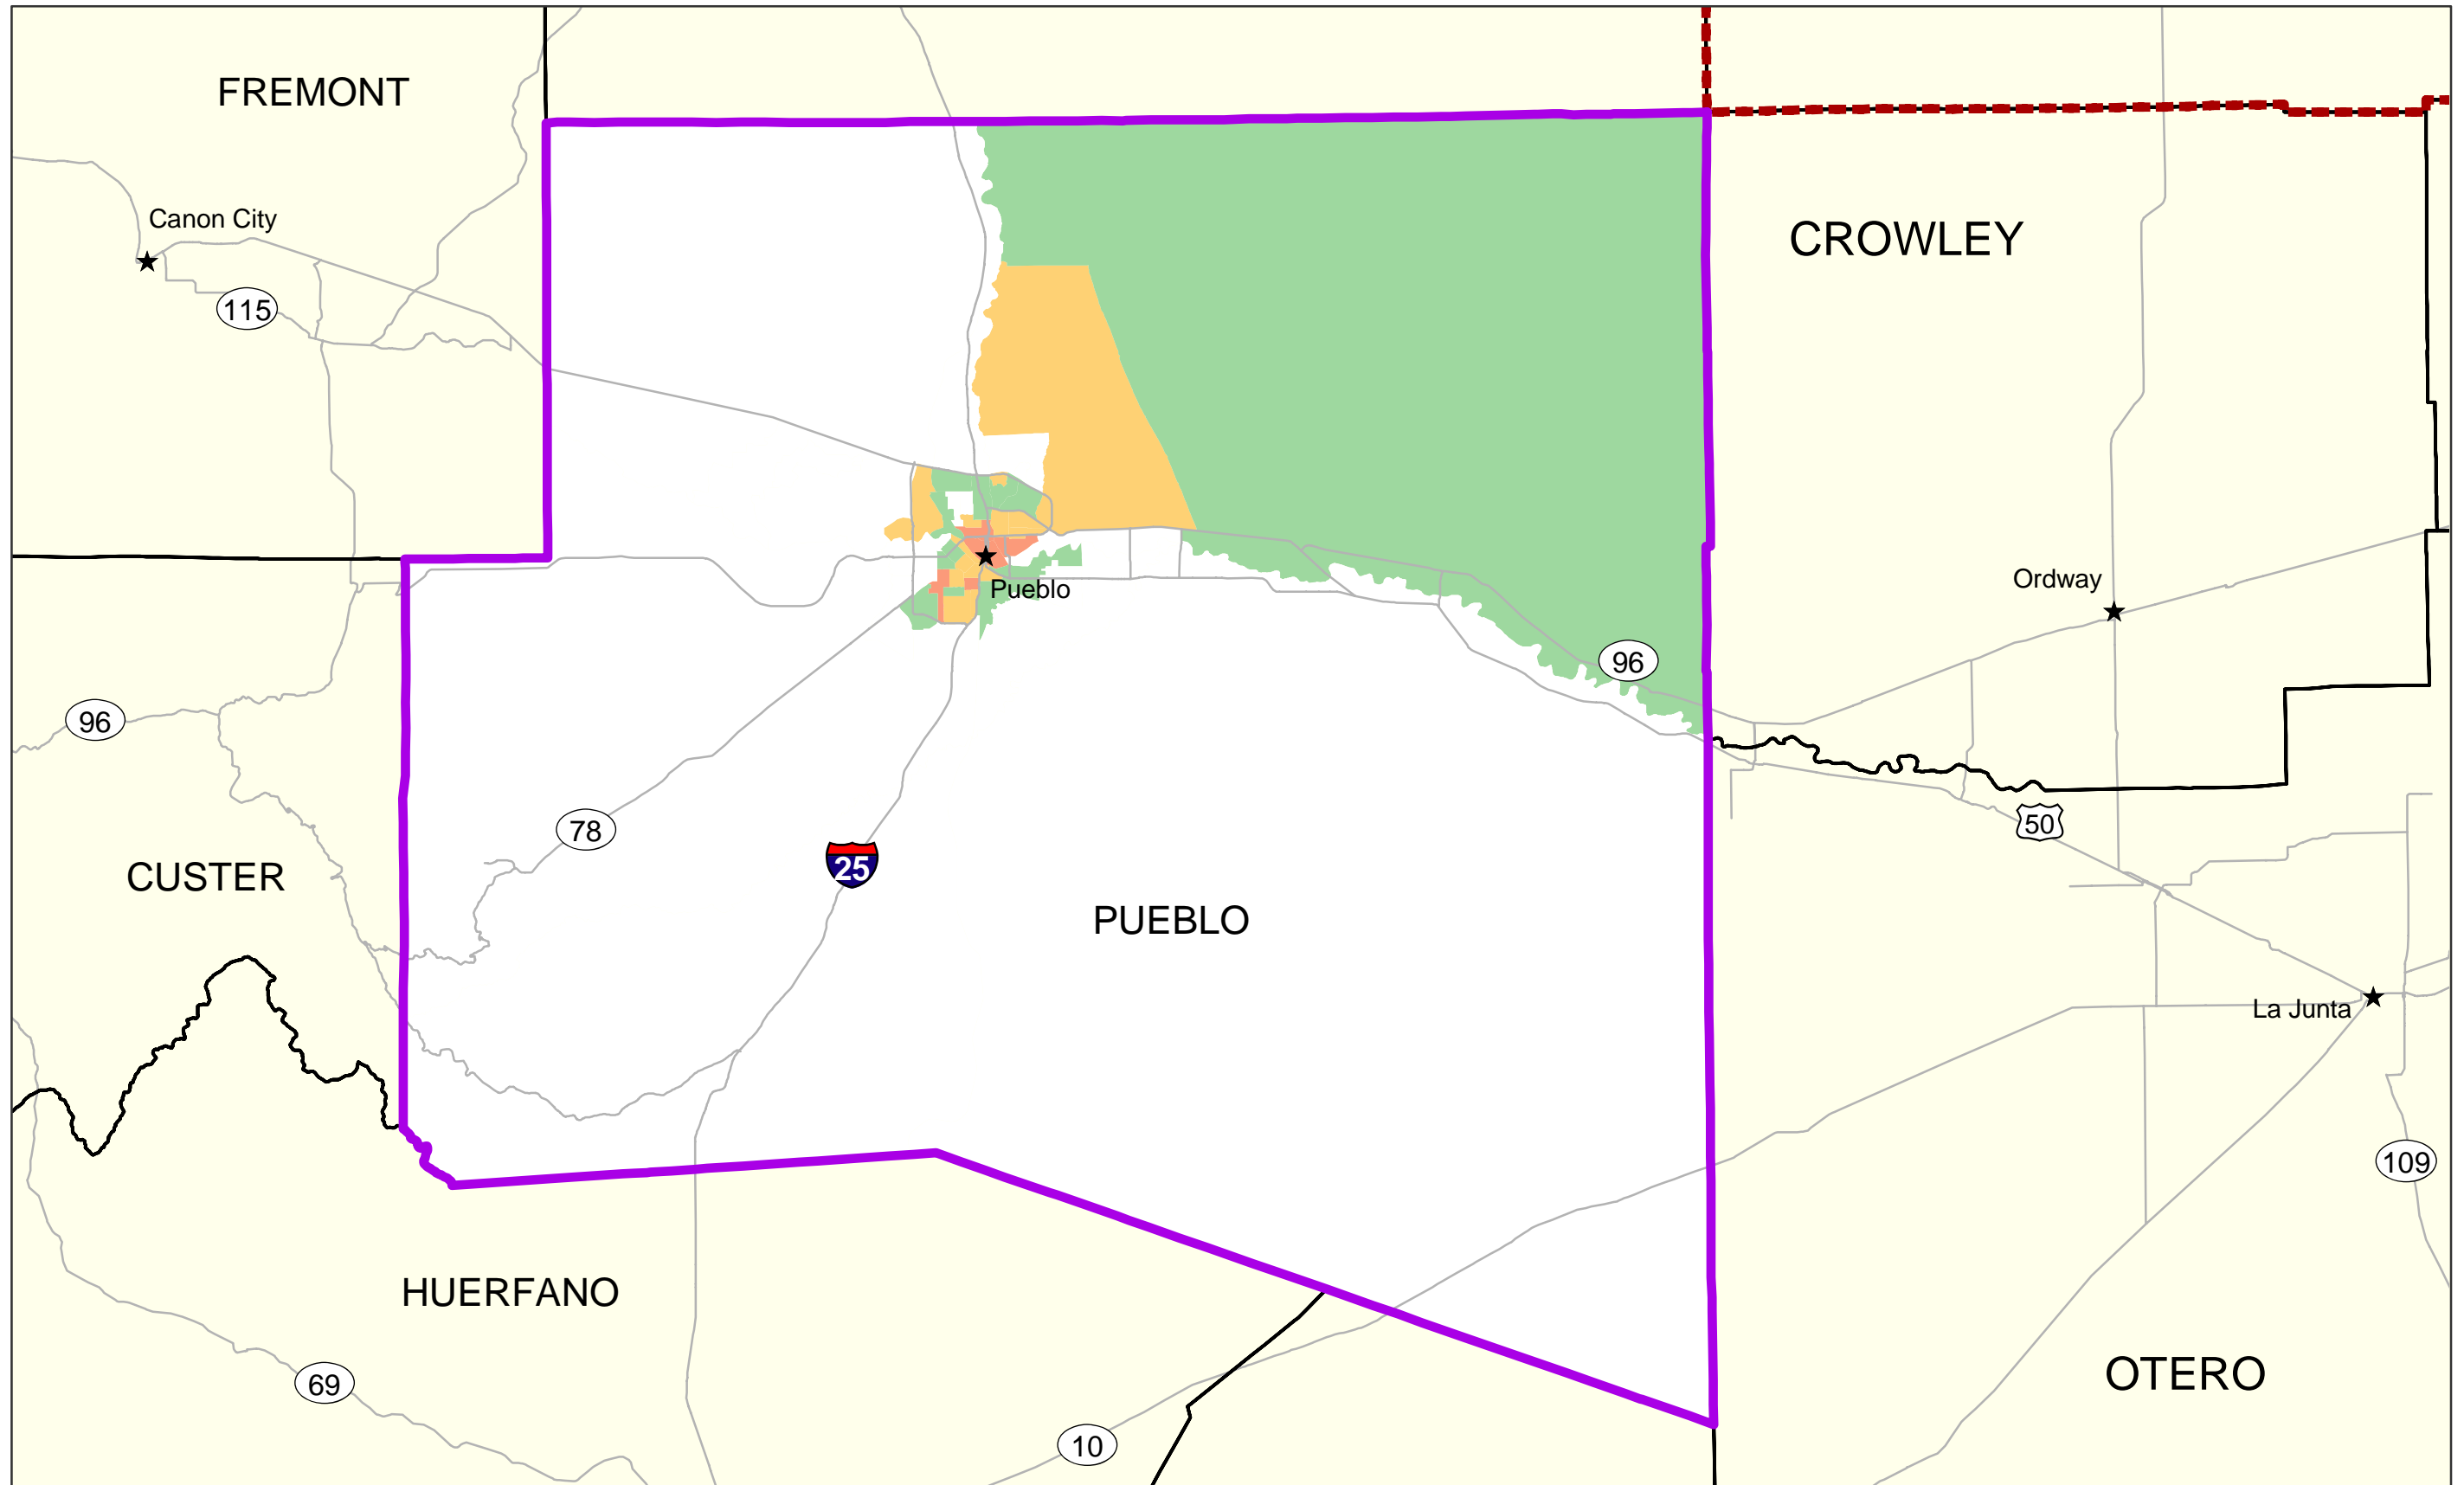 FREMONT
Canon City
CROWLEY
115
Ordway
Pueblo
96
96
50
78
25
CUSTER
PUEBLO
La Junta
109
HUERFANO
OTERO
69
10